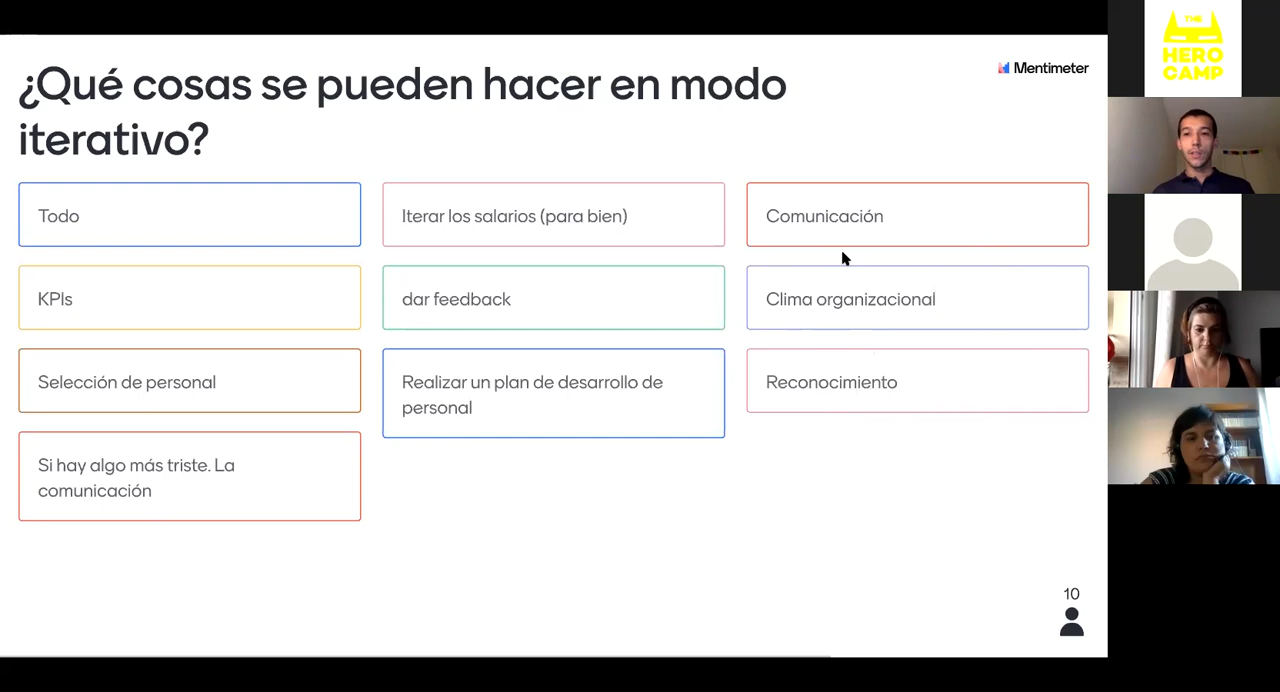 ¿Qué cosas se pueden hacer en modo
iterativo?
Mentimeter
Todo
Iterar los salarios (para bien)
Comunicación
KPIs
dar feedback
Clima organizacional
Selección de personal
Realizar un plan de desarrollo de
personal
Reconocimiento
Si hay algo más triste. La
comunicación
10
THE
HERO
CAMP